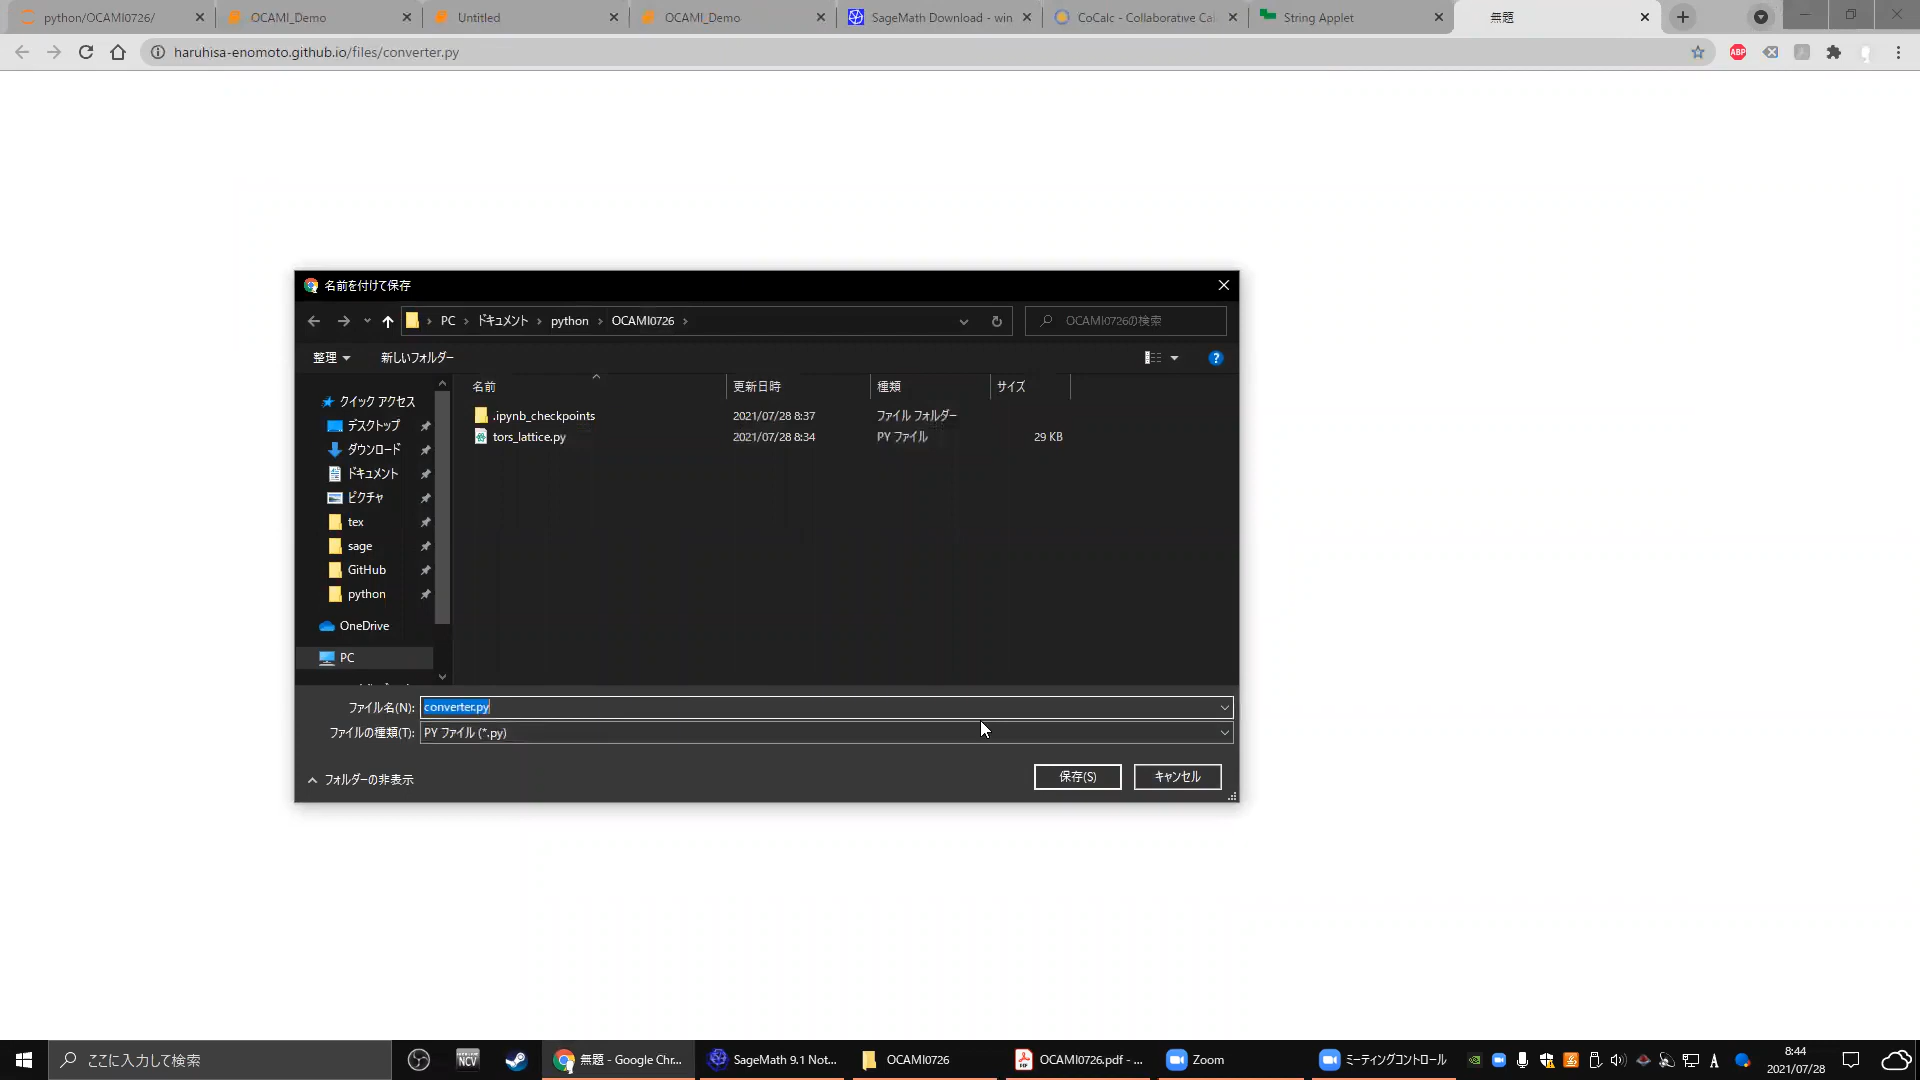 python/OCAMI0726/
OCAMI_Demo
Untitled
OCAMI_Demo
SageMath Download - win
CoCalc - Collaborative Cal
String Applet
無題
haruhisa-enomoto.github.io/files/converter.py
ABP
名前を付けて保存
PC › ドキュメント › python › OCAMI0726 ›
OCAMI0726の検索
整理
新しいフォルダー
名前
更新日時
種類
サイズ
.ipynb_checkpoints
2021/07/28 8:37
ファイル フォルダー
tors_lattice.py
2021/07/28 8:34
PY ファイル
29 KB
クイック アクセス
デスクトップ
ダウンロード
ドキュメント
ピクチャ
tex
sage
GitHub
python
OneDrive
PC
ファイル名(N):
converter.py
ファイルの種類(T):
PY ファイル (*.py)
フォルダーの非表示
保存(S)
キャンセル
ここに入力して検索
NCV
無題 - Google Chr...
SageMath 9.1 Not...
OCAMI0726
OCAMI0726.pdf - ...
Zoom
ミーティングコントロール
A
8:44
2021/07/28